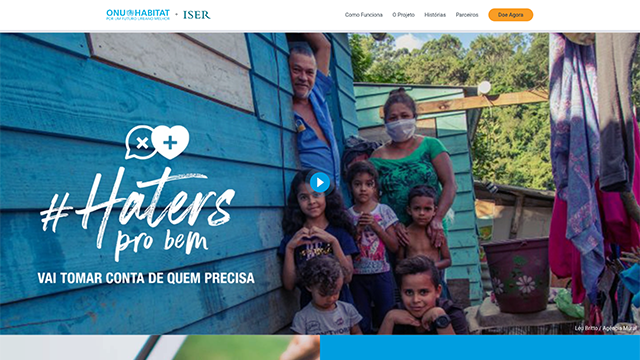 ONU HABITAT
POR UM FUTURO URBANO MELHOR
+
ISER
Como Funciona
O Projeto
Histórias
Parceiros
Doe Agora
#Haters
pro bem
VAI TOMAR CONTA DE QUEM PRECISA
Léo Britto / Agência Mural